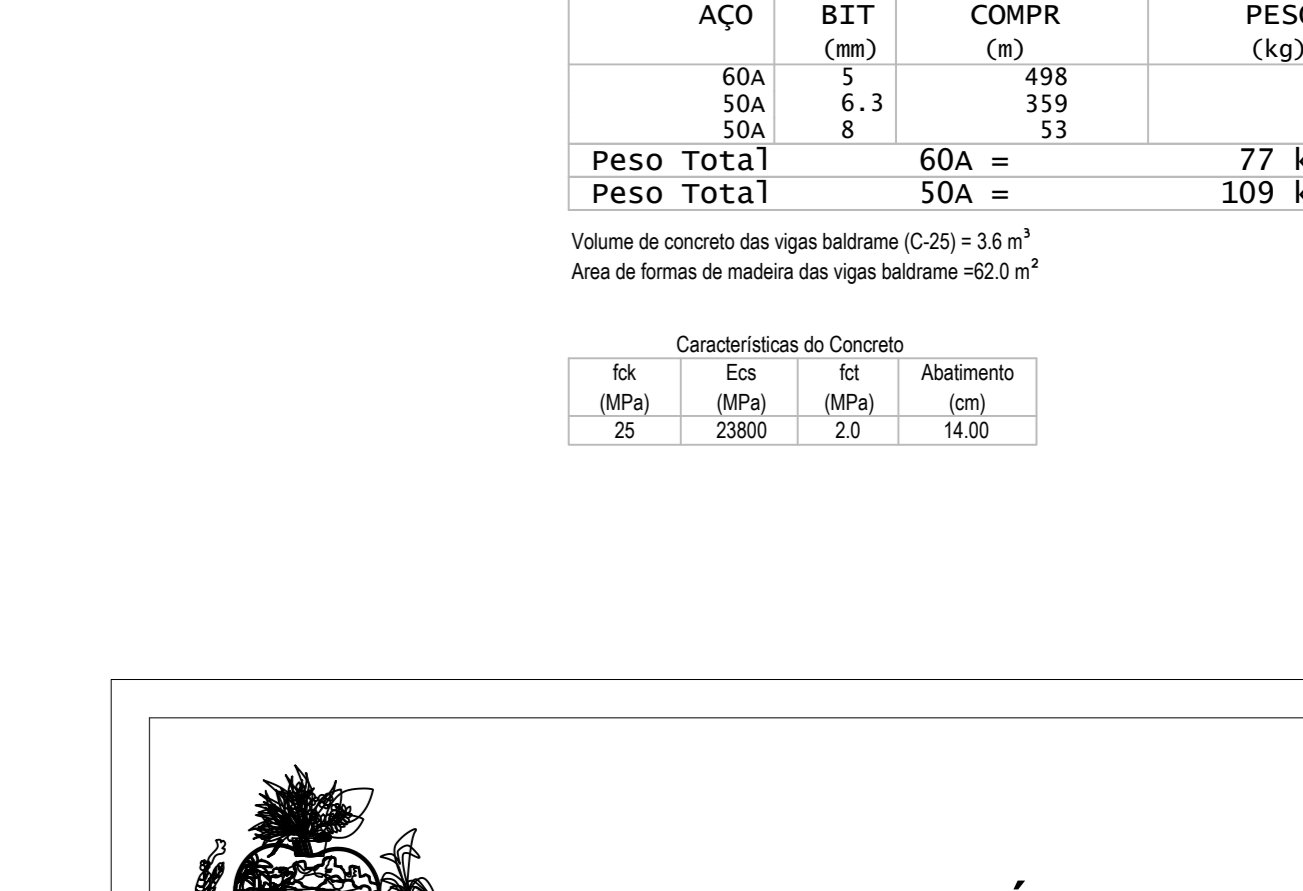 AÇO BIT COMPR
(mm) (m) (kg)
60A 5 498
50A 6.3 359
50A 8 53
Peso Total 60A = 77
Peso Total 50A = 109
Volume de concreto das vigas baldrame (C-25) = 3.6 m³
Area de formas de madeira das vigas baldrame =62.0 m²
Características do Concreto
fck Ecs fct Abatimento
(MPa) (MPa) (MPa) (cm)
25 23800 2.0 14.00